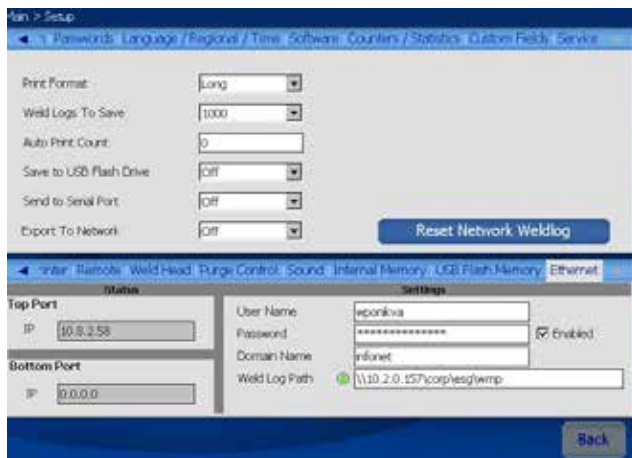 Main > Setup
Passwords Language / Regional / Time Software Counters / Statistics Custom Fields Service
Print Format Long
Weld Logs To Save 1000
Auto Print Count 0
Save to USB Flash Drive Off
Send to Serial Port Off
Export To Network Off
Reset Network Weldlog
Remote Weld Head Purge Control Sound Internal Memory USB Flash Memory Ethernet
Status Settings
Top Port
IP 10.8.2.58
Bottom Port
IP 0.0.0.0
User Name wponikva
Password ************** Enabled
Domain Name infonet
Weld Log Path \\10.2.0.157\corp\esg\wmp
Back